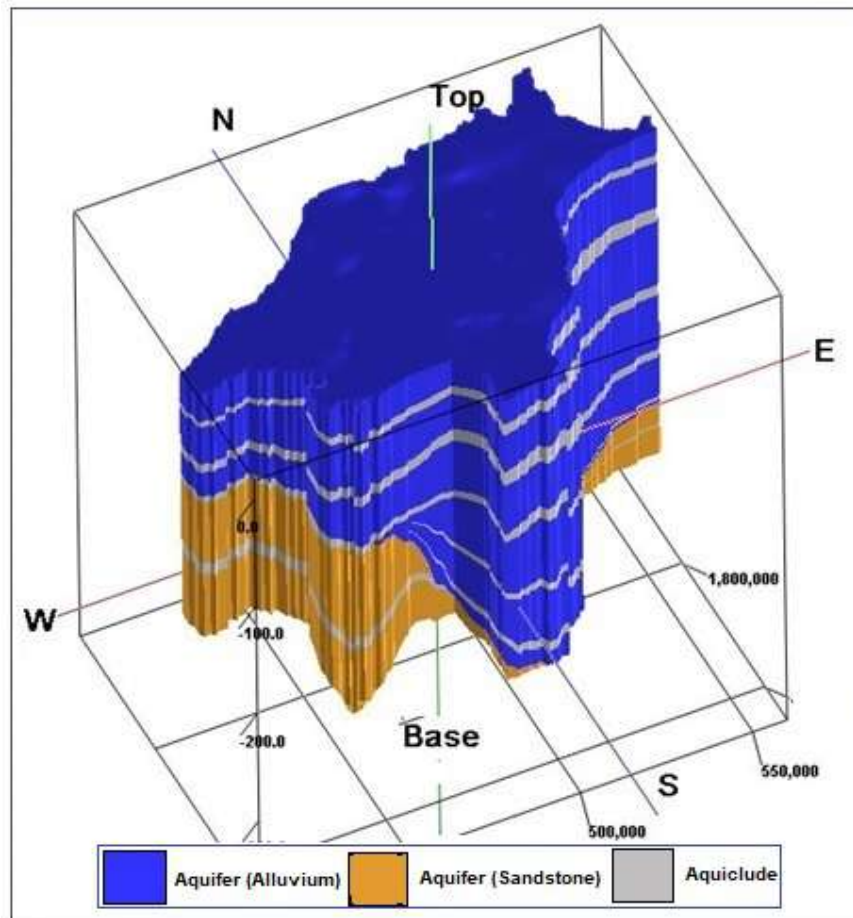 Top
N
E
0.0
1,800,000
W
-100.0
-200.0
Base
550,000
S
500,000
Aquifer (Alluvium)
Aquifer (Sandstone)
Aquiclude